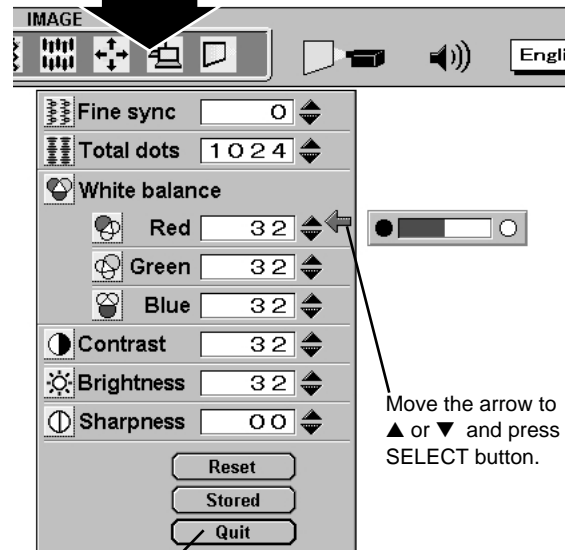 IMAGE
Engli
Fine sync 0
Total dots 1024
White balance
Red 32
Green 32
Blue 32
Contrast 32
Brightness 32
Sharpness 00
Move the arrow to
▲ or ▼ and press
SELECT button.
Reset
Stored
Quit